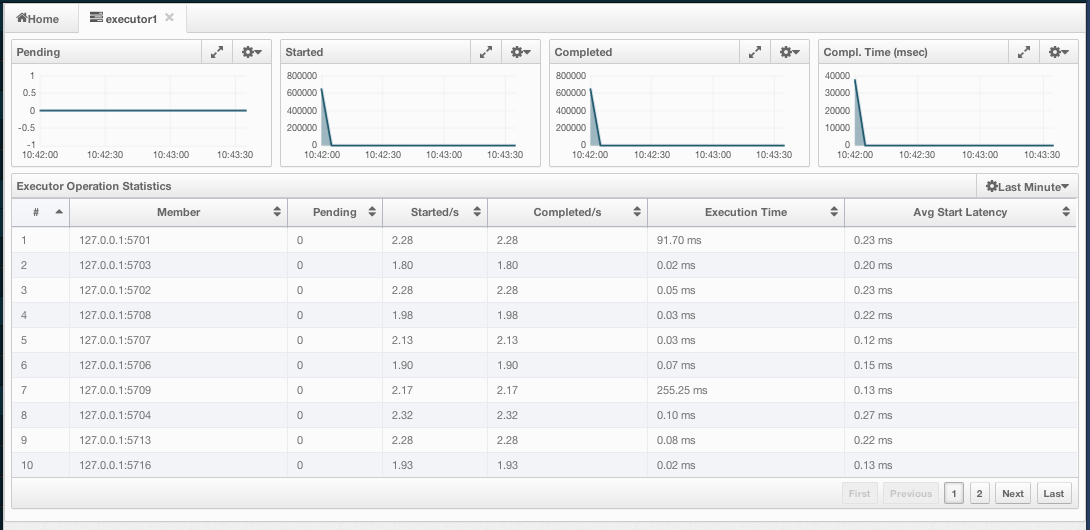 Home executor1
Pending Started Completed Compl. Time (msec)
1 800000 800000 40000
0.5 600000 600000 30000
0 400000 400000 20000
-0.5 200000 200000 10000
-1 0 0 0
10:42:00 10:42:30 10:43:00 10:43:30 10:42:00 10:42:30 10:43:00 10:43:30 10:42:00 10:42:30 10:43:00 10:43:30 10:42:00 10:42:30 10:43:00 10:43:30
Executor Operation Statistics Last Minute
# Member Pending Started/s Completed/s Execution Time Avg Start Latency
1 127.0.0.1:5701 0 2.28 2.28 91.70 ms 0.23 ms
2 127.0.0.1:5703 0 1.80 1.80 0.02 ms 0.20 ms
3 127.0.0.1:5702 0 2.28 2.28 0.05 ms 0.23 ms
4 127.0.0.1:5708 0 1.98 1.98 0.03 ms 0.22 ms
5 127.0.0.1:5707 0 2.13 2.13 0.03 ms 0.12 ms
6 127.0.0.1:5706 0 1.90 1.90 0.07 ms 0.15 ms
7 127.0.0.1:5709 0 2.17 2.17 255.25 ms 0.13 ms
8 127.0.0.1:5704 0 2.32 2.32 0.10 ms 0.27 ms
9 127.0.0.1:5713 0 2.28 2.28 0.08 ms 0.22 ms
10 127.0.0.1:5716 0 1.93 1.93 0.02 ms 0.13 ms
First Previous 1 2 Next Last